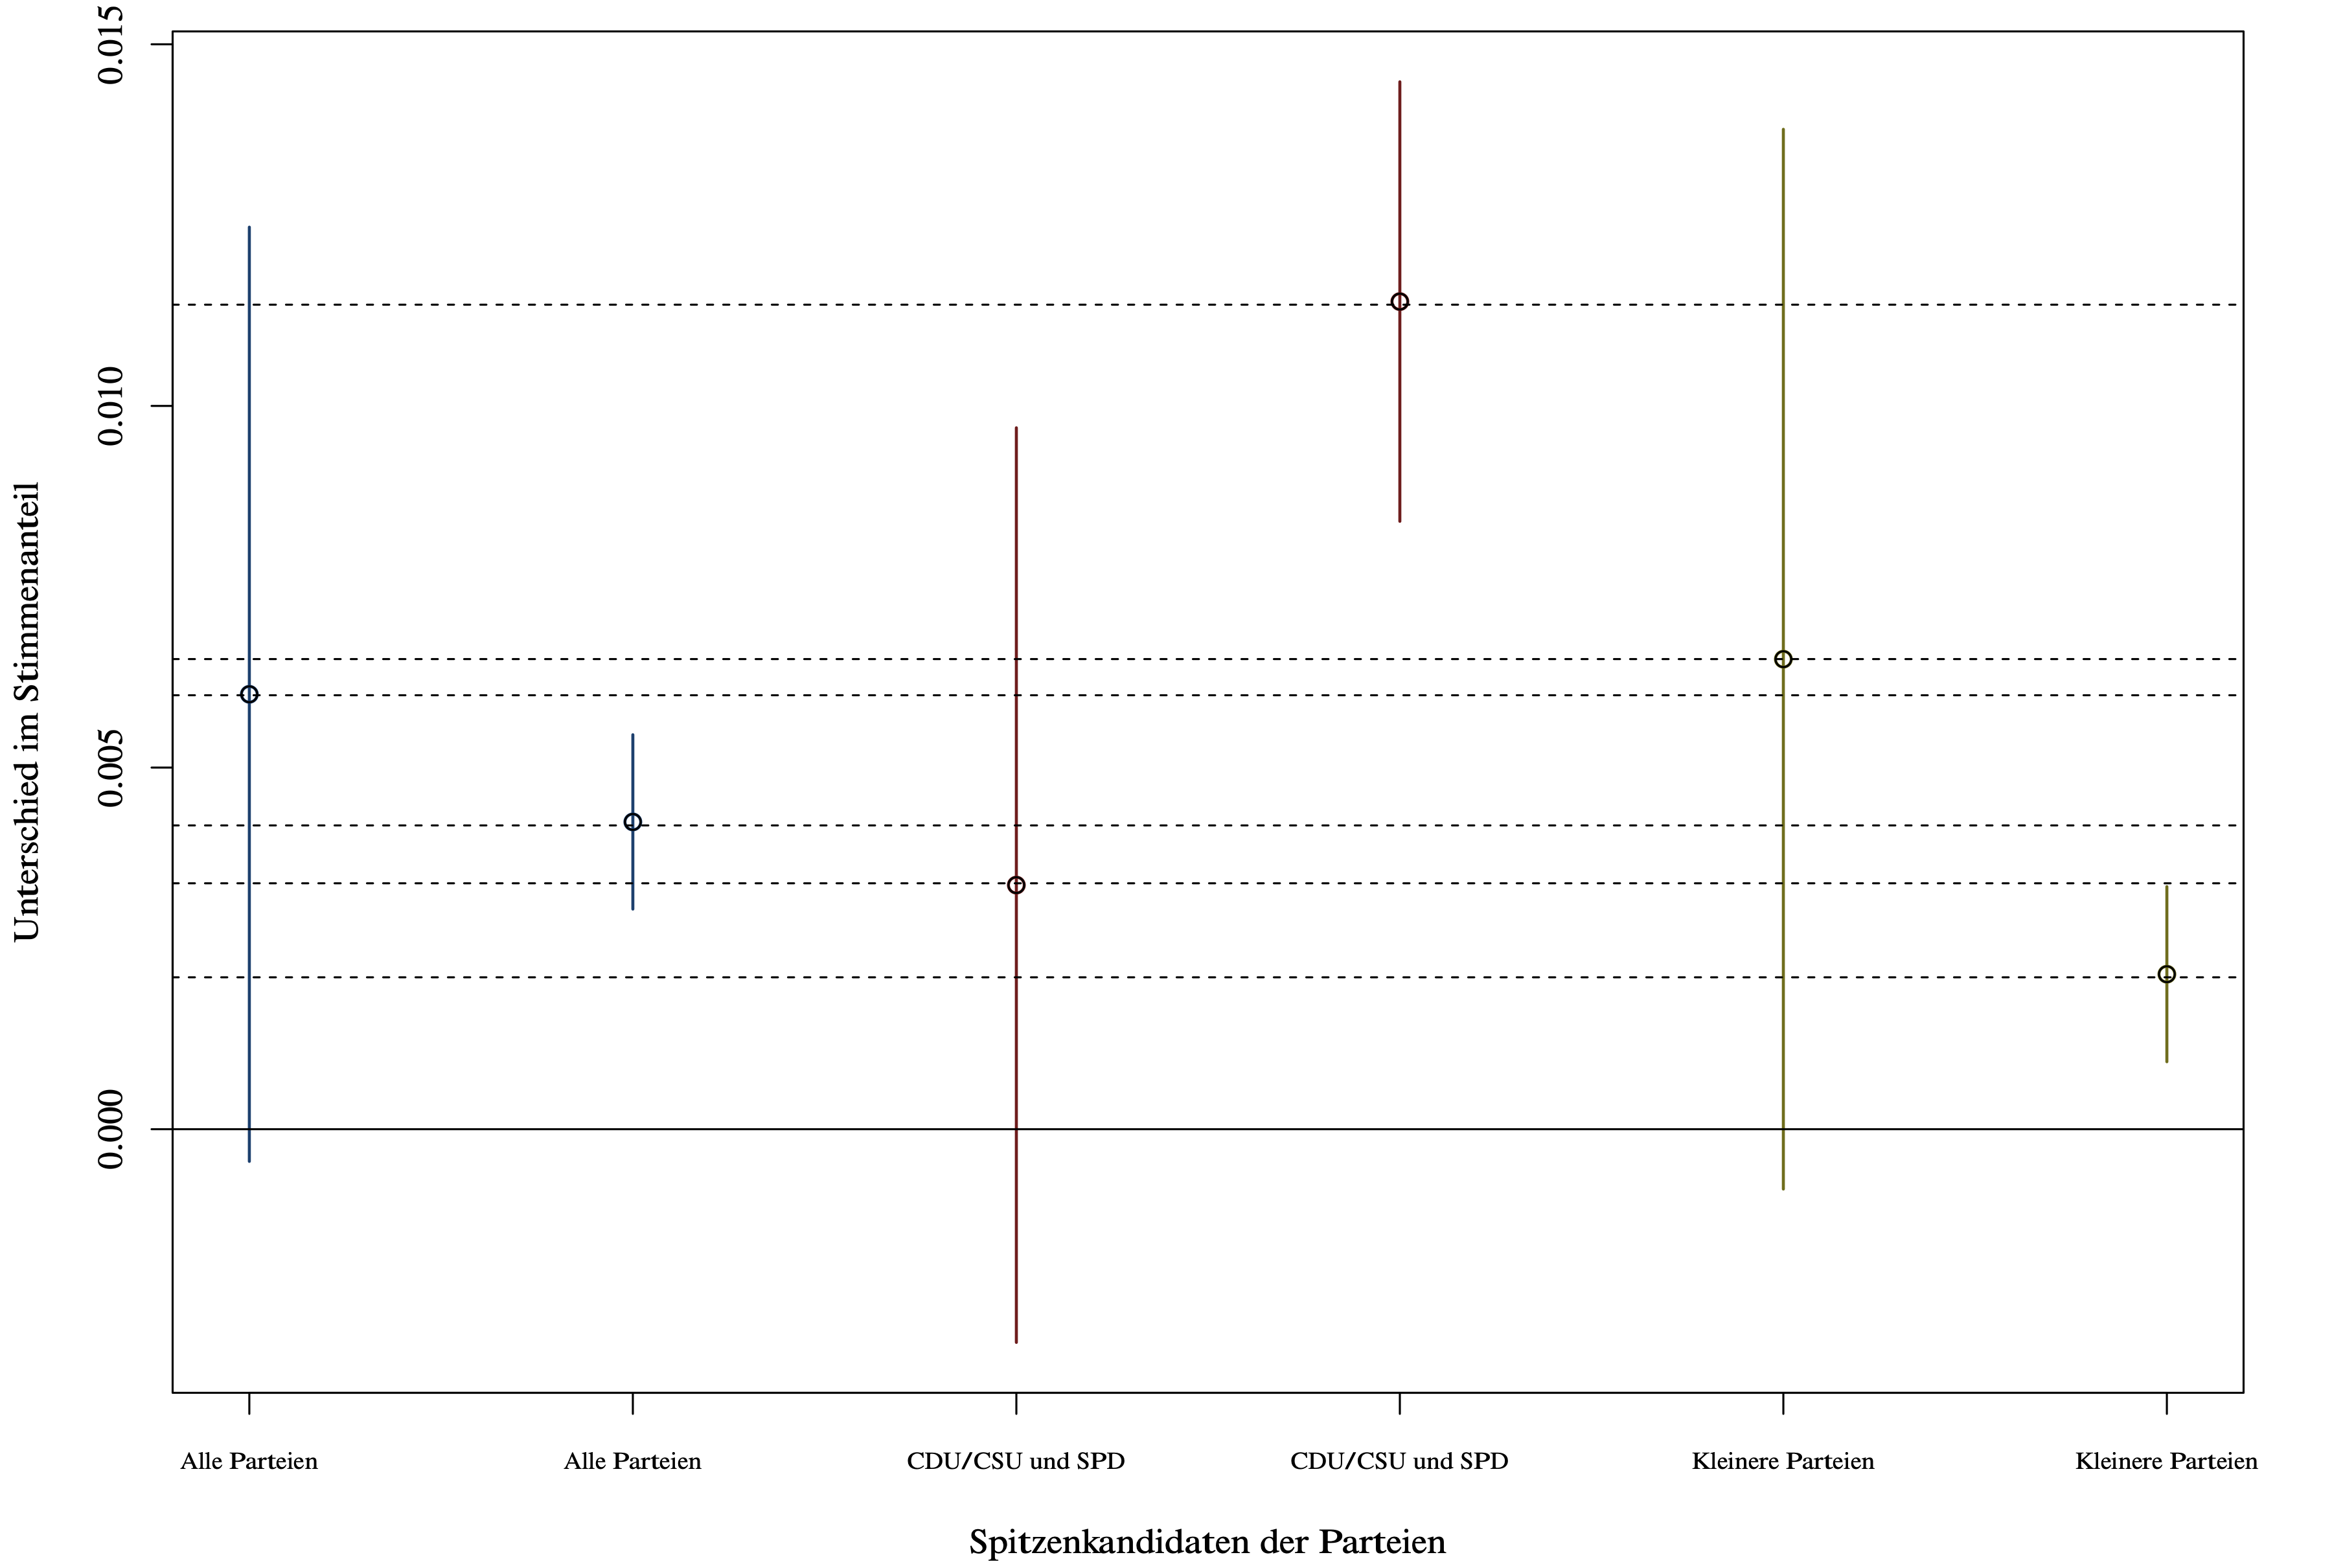 0.015
0.010
0.005
0.000
Unterschied im Stimmenanteil
Alle Parteien
Alle Parteien
CDU/CSU und SPD
CDU/CSU und SPD
Kleinere Parteien
Kleinere Parteien
Spitzenkandidaten der Parteien